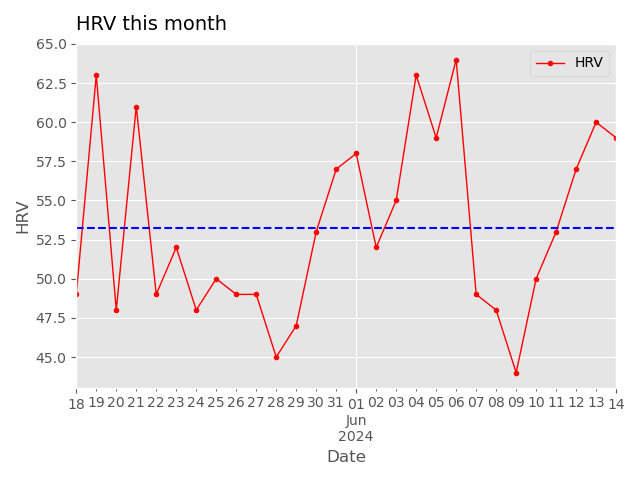 HRV this month
65.0
62.5
60.0
57.5
55.0
52.5
50.0
47.5
45.0
HRV
HRV
18 19 20 21 22 23 24 25 26 27 28 29 30 31 01 02 03 04 05 06 07 08 09 10 11 12 13 14
Jun
2024
Date